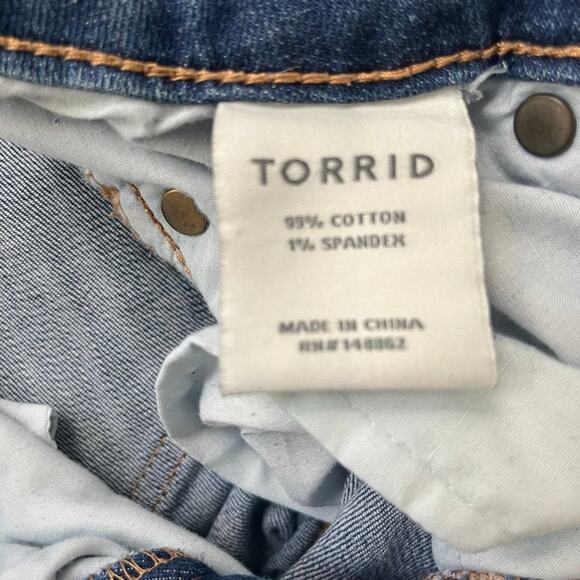 TORRID
99% COTTON
1% SPANDEX
MADE IN CHINA
RN#148862